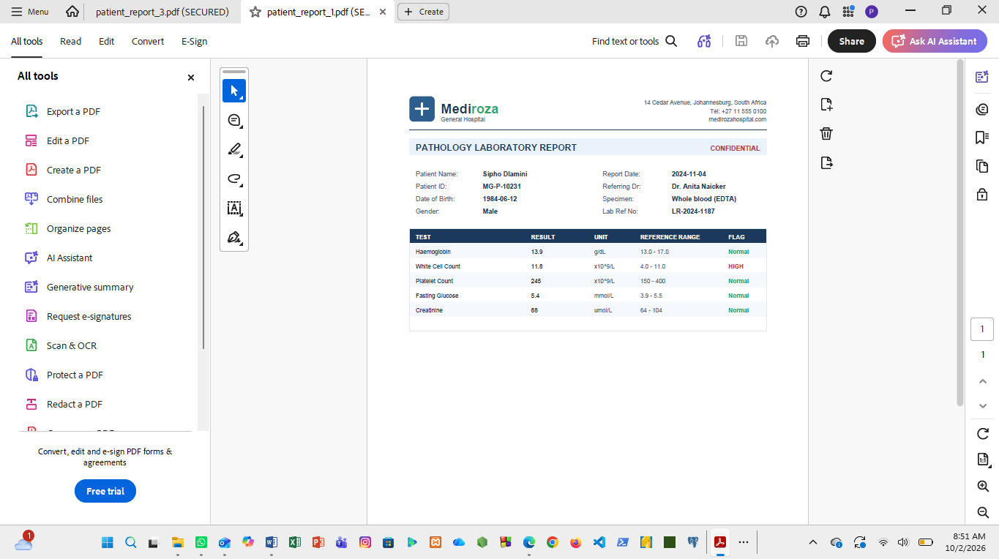 Menu
patient_report_3.pdf (SECURED)
patient_report_1.pdf (SE...
Create
P
All tools
Read
Edit
Convert
E-Sign
Find text or tools
Share
Ask AI Assistant
All tools
Export a PDF
Edit a PDF
Create a PDF
Combine files
Organize pages
AI Assistant
Generative summary
Request e-signatures
Scan & OCR
Protect a PDF
Redact a PDF
Convert, edit and e-sign PDF forms &
agreements
Free trial
Mediroza
General Hospital
14 Cedar Avenue, Johannesburg, South Africa
Tel: +27 11 555 0100
medirozahospital.com
PATHOLOGY LABORATORY REPORT CONFIDENTIAL
Patient Name: Sipho Dlamini Report Date: 2024-11-04
Patient ID: MG-P-10231 Referring Dr: Dr. Anita Naicker
Date of Birth: 1984-06-12 Specimen: Whole blood (EDTA)
Gender: Male Lab Ref No: LR-2024-1187
TEST RESULT UNIT REFERENCE RANGE FLAG
Haemoglobin 13.9 g/dL 13.0 - 17.0 Normal
White Cell Count 11.8 x10^9/L 4.0 - 11.0 HIGH
Platelet Count 245 x10^9/L 150 - 400 Normal
Fasting Glucose 5.4 mmol/L 3.9 - 5.5 Normal
Creatinine 88 umol/L 64 - 104 Normal
1
1
1:1
1
8:51 AM
10/2/2026